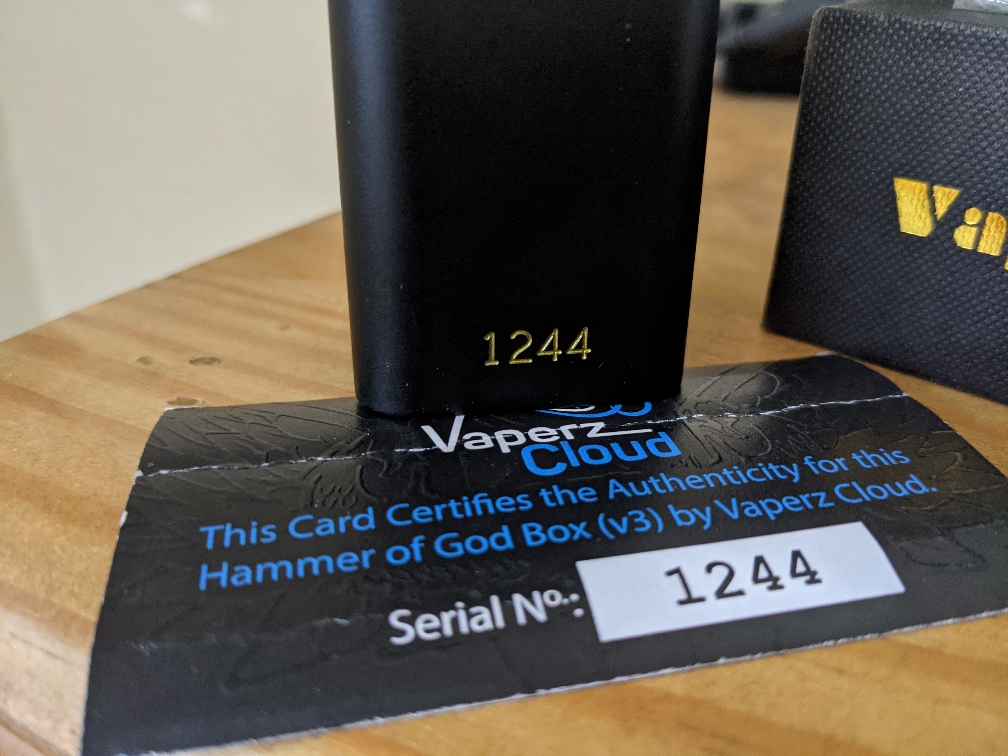 1244
Va
Vaperz
Cloud
This Card Certifies the Authenticity for this
Hammer of God Box (v3) by Vaperz Cloud.
Serial Nº.: 1244